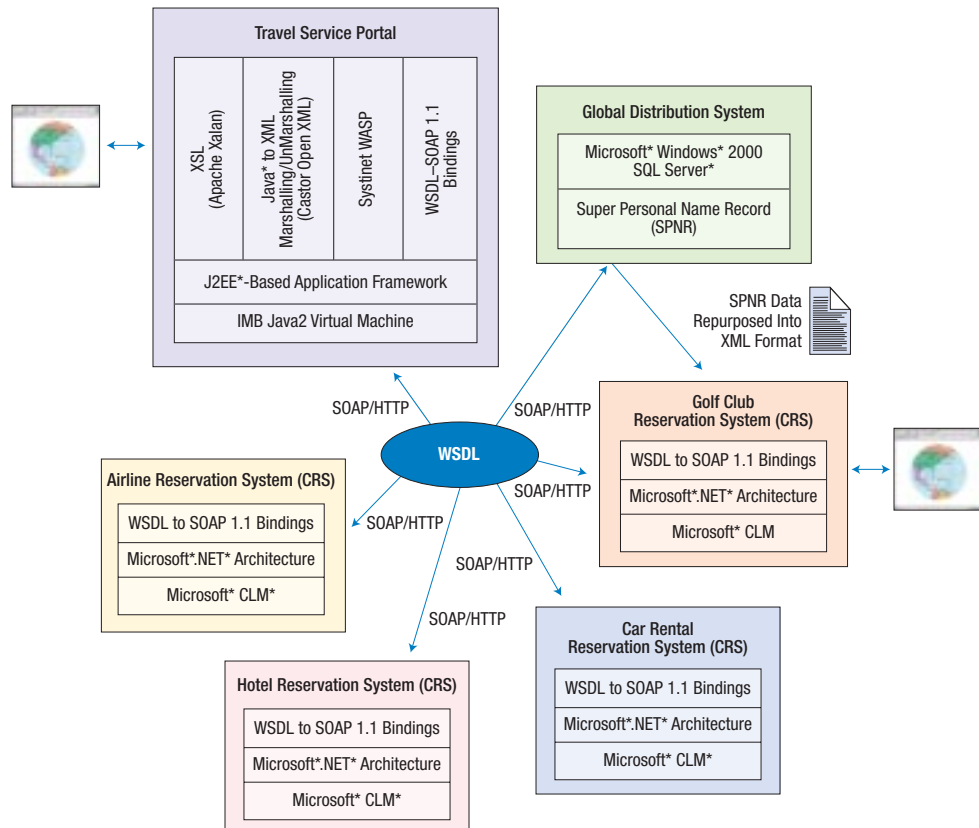 Travel Service Portal
XSL
(Apache Xalan)
Java* to XML
Marshalling/UnMarshalling
(Castor Open XML)
Systinet WASP
WSDL–SOAP 1.1
Bindings
J2EE*-Based Application Framework
IMB Java2 Virtual Machine
Global Distribution System
Microsoft* Windows* 2000
SQL Server*
Super Personal Name Record
(SPNR)
SPNR Data
Repurposed Into
XML Format
SOAP/HTTP
SOAP/HTTP
WSDL
Golf Club
Reservation System (CRS)
WSDL to SOAP 1.1 Bindings
Microsoft*.NET* Architecture
Microsoft* CLM
SOAP/HTTP
Airline Reservation System (CRS)
WSDL to SOAP 1.1 Bindings
Microsoft*.NET* Architecture
Microsoft* CLM*
SOAP/HTTP
SOAP/HTTP
SOAP/HTTP
Car Rental
Reservation System (CRS)
WSDL to SOAP 1.1 Bindings
Microsoft*.NET* Architecture
Microsoft* CLM*
Hotel Reservation System (CRS)
WSDL to SOAP 1.1 Bindings
Microsoft*.NET* Architecture
Microsoft* CLM*